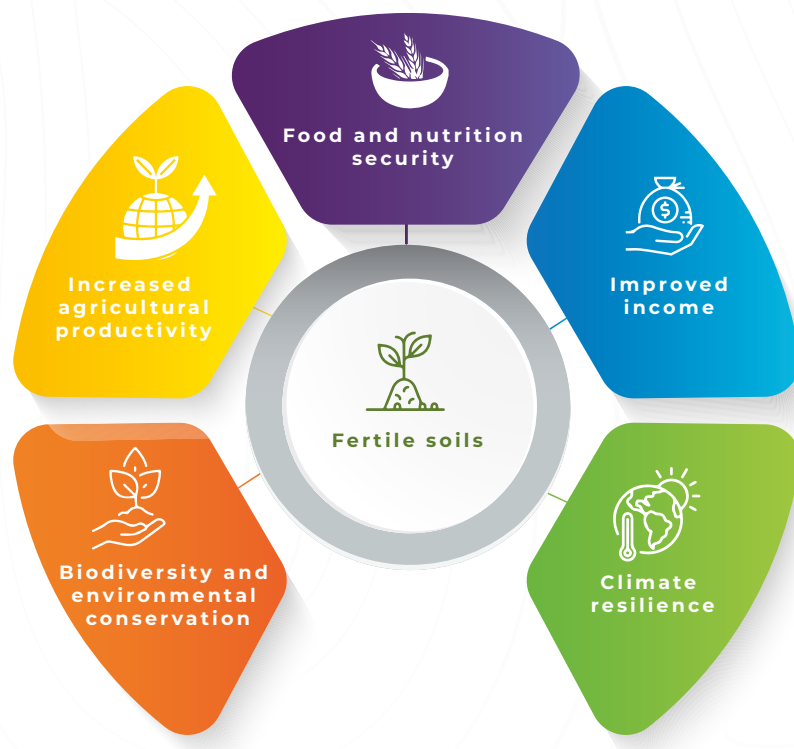 Food and nutrition
security
Increased
agricultural
productivity
$
Improved
income
Fertile soils
Biodiversity and
environmental
conservation
Climate
resilience